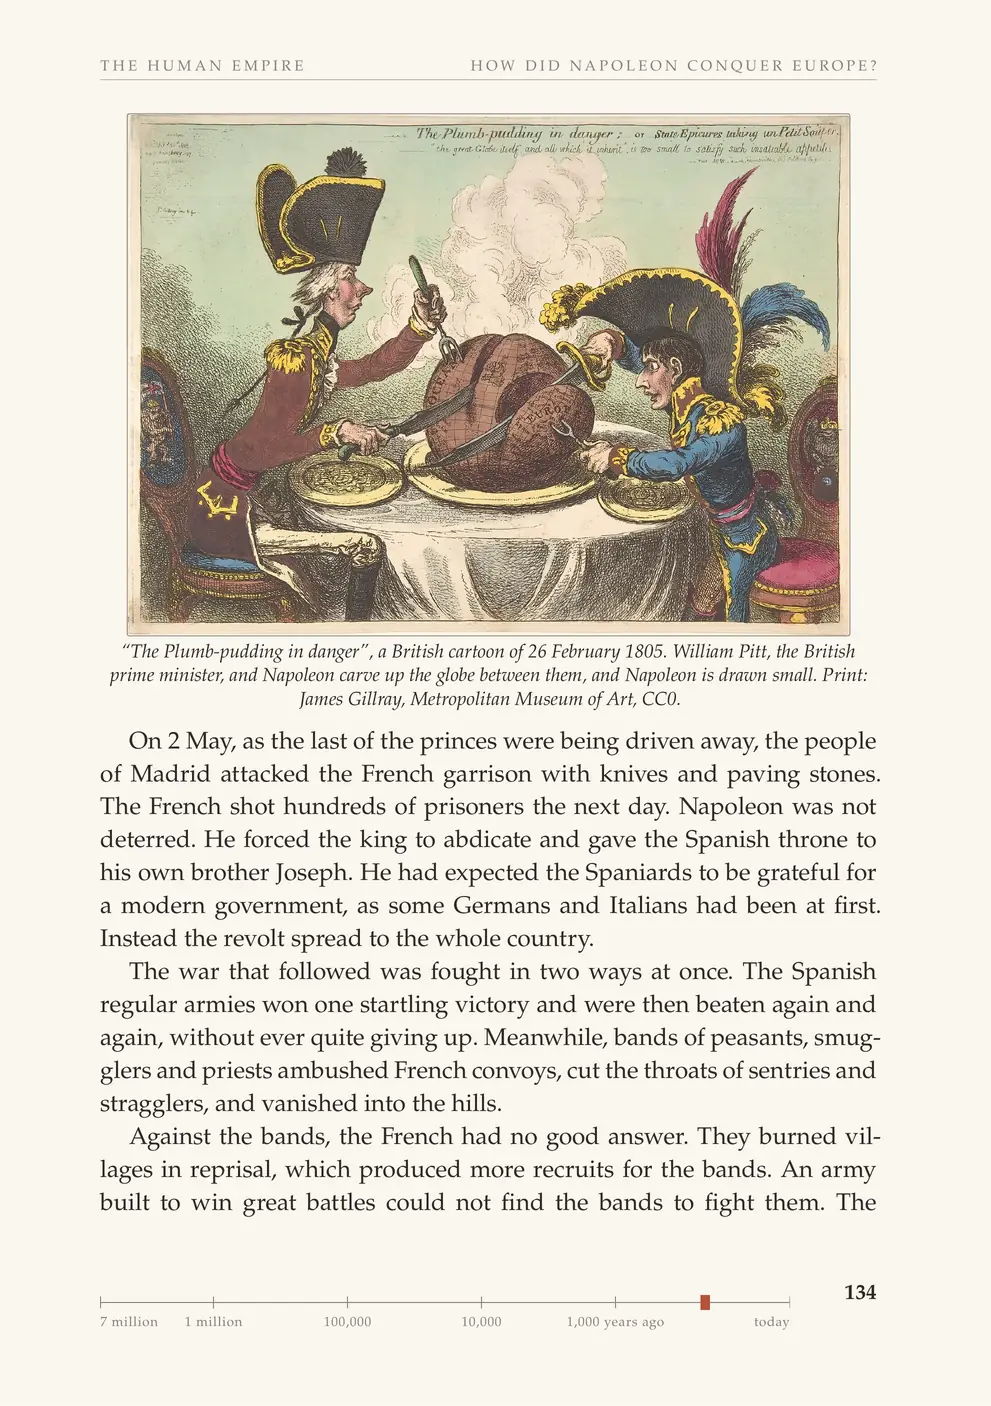 THE HUMAN EMPIRE
HOW DID NAPOLEON CONQUER EUROPE?
The Plumb-pudding in danger; or State Epicures taking un Petit Souper.
"the great Globe itself and all which it inherit", is too small to satisfy such insatiable appetites
EUROPE
"The Plumb-pudding in danger", a British cartoon of 26 February 1805. William Pitt, the British
prime minister, and Napoleon carve up the globe between them, and Napoleon is drawn small. Print:
James Gillray, Metropolitan Museum of Art, CC0.
On 2 May, as the last of the princes were being driven away, the people
of Madrid attacked the French garrison with knives and paving stones.
The French shot hundreds of prisoners the next day. Napoleon was not
deterred. He forced the king to abdicate and gave the Spanish throne to
his own brother Joseph. He had expected the Spaniards to be grateful for
a modern government, as some Germans and Italians had been at first.
Instead the revolt spread to the whole country.
The war that followed was fought in two ways at once. The Spanish
regular armies won one startling victory and were then beaten again and
again, without ever quite giving up. Meanwhile, bands of peasants, smug-
glers and priests ambushed French convoys, cut the throats of sentries and
stragglers, and vanished into the hills.
Against the bands, the French had no good answer. They burned vil-
lages in reprisal, which produced more recruits for the bands. An army
built to win great battles could not find the bands to fight them. The
134
7 million 1 million 100,000 10,000 1,000 years ago today